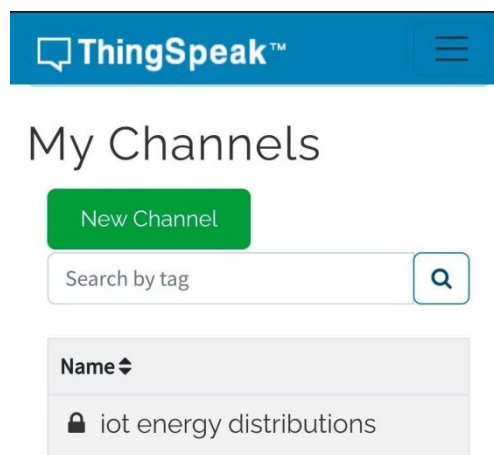 ThingSpeak™
My Channels
New Channel
Search by tag
Name
iot energy distributions